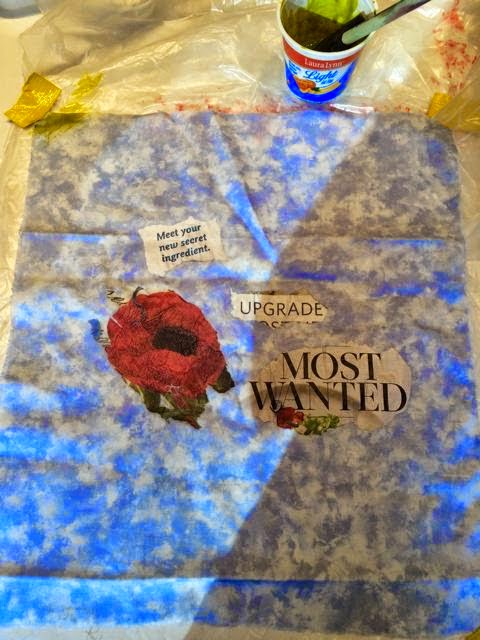 Laura Lynn
Light
Meet your
new secret
ingredient.
UPGRADE
MOST
WANTED